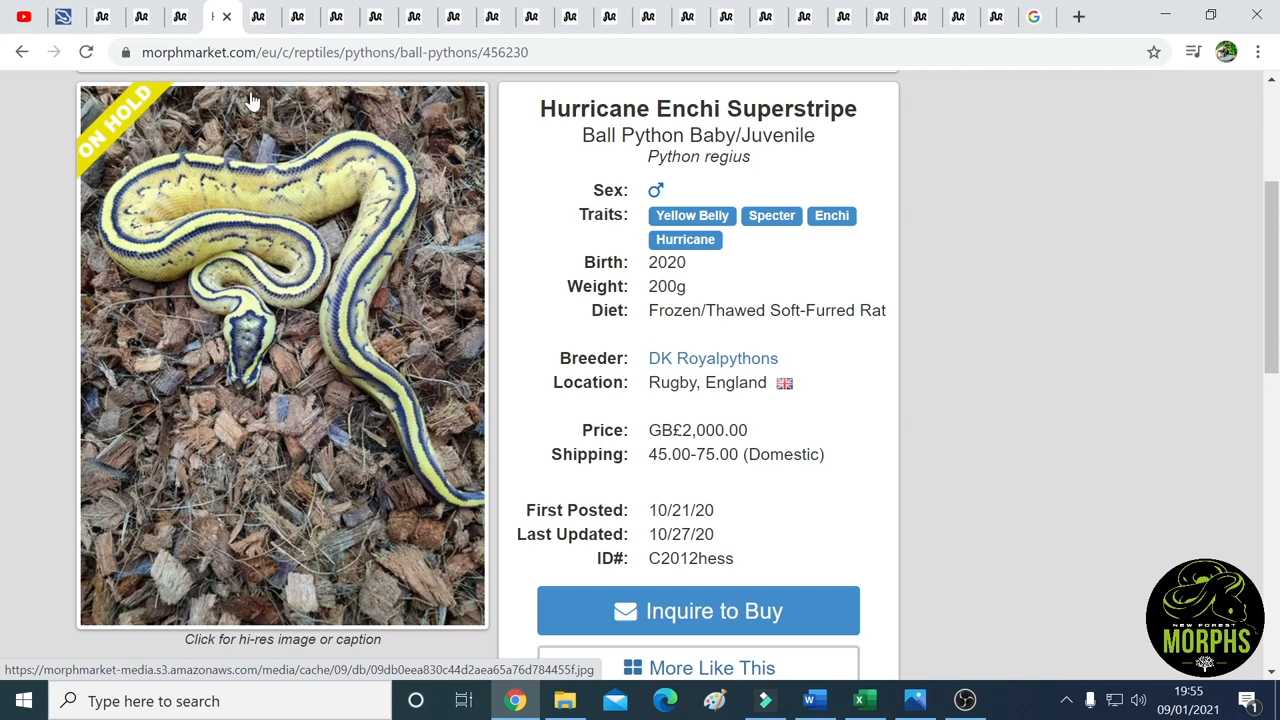 morphmarket.com/eu/c/reptiles/pythons/ball-pythons/456230
ON HOLD
Hurricane Enchi Superstripe
Ball Python Baby/Juvenile
Python regius
Sex: ♂
Traits: Yellow Belly Specter Enchi
Hurricane
Birth: 2020
Weight: 200g
Diet: Frozen/Thawed Soft-Furred Rat
Breeder: DK Royalpythons
Location: Rugby, England
Price: GB£2,000.00
Shipping: 45.00-75.00 (Domestic)
First Posted: 10/21/20
Last Updated: 10/27/20
ID#: C2012hess
Inquire to Buy
Click for hi-res image or caption
More Like This
https://morphmarket-media.s3.amazonaws.com/media/cache/09/db/09db0eea830c44d2aea65a76d784455f.jpg
NEW FOREST
MORPHS
Type here to search
19:55
09/01/2021
1